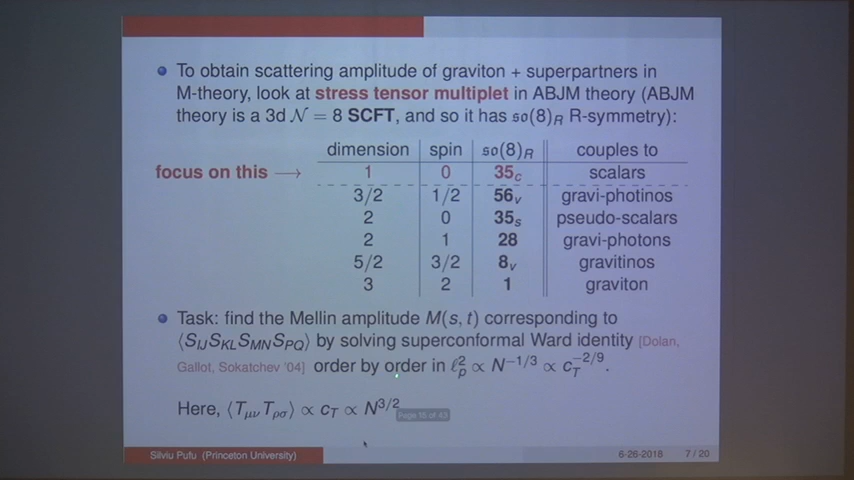 To obtain scattering amplitude of graviton + superpartners in
M-theory, look at stress tensor multiplet in ABJM theory (ABJM
theory is a 3d 𝒩 = 8 SCFT, and so it has 𝔰𝔬(8)_R R-symmetry):
dimension spin 𝔰𝔬(8)_R couples to
focus on this → 1 0 35_c scalars
3/2 1/2 56_v gravi-photinos
2 0 35_s pseudo-scalars
2 1 28 gravi-photons
5/2 3/2 8_v gravitinos
3 2 1 graviton
Task: find the Mellin amplitude M(s, t) corresponding to
⟨S_IJ S_KL S_MN S_PQ⟩ by solving superconformal Ward identity [Dolan,
Gallot, Sokatchev '04] order by order in ℓ_p^2 ∝ N^{-1/3} ∝ c_T^{-2/9}.
Here, ⟨T_μν T_ρσ⟩ ∝ c_T ∝ N^{3/2}
Page 15 of 43
Silviu Pufu (Princeton University) 6-26-2018 7 / 20